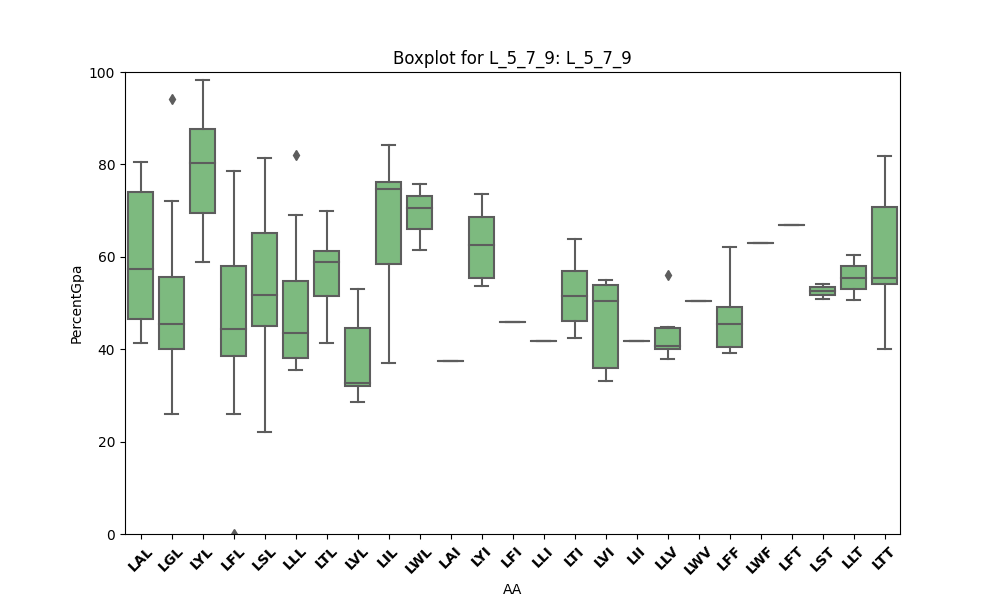 Boxplot for L_5_7_9: L_5_7_9
PercentGpa
100
80
60
40
20
0
LAL LGL LYL LFL LSL LLL LTL LVL LIL LWL LAI LYI LFI LLI LTI LVI LII LLV LWV LFF LWF LFT LST LLT LTT
AA